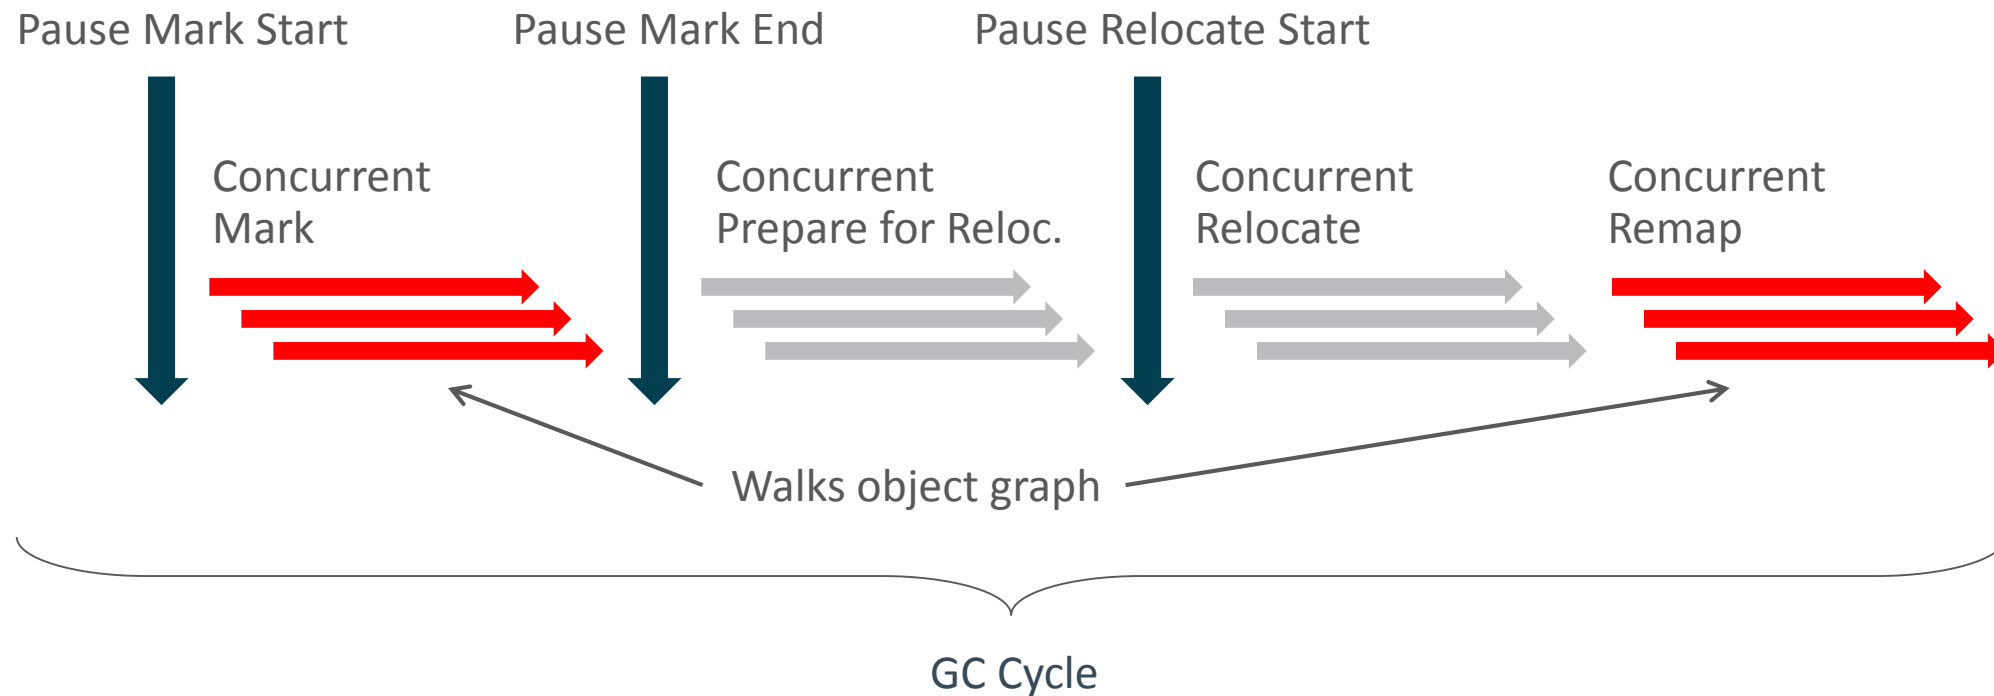 Pause Mark Start
Pause Mark End
Pause Relocate Start
Concurrent
Mark
Concurrent
Prepare for Reloc.
Concurrent
Relocate
Concurrent
Remap
Walks object graph
GC Cycle